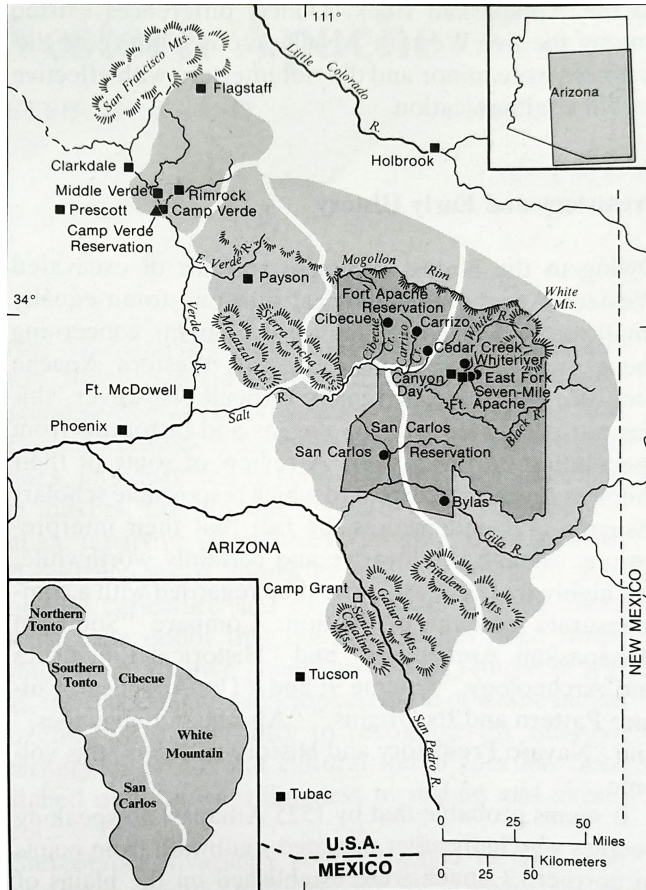 111°
San Francisco Mts.
Flagstaff
Little Colorado R.
Arizona
Holbrook
Clarkdale
Middle Verde
Rimrock
Prescott
Camp Verde
Camp Verde
Reservation
E. Verde R.
Payson
Mogollon Rim
White
Mts.
34°
Fort Apache
Reservation
Cibecue
Carrizo
Cibecue Cr.
Carrizo Cr.
White R.
Cedar Creek
Whiteriver
Canyon
Day
East Fork
Seven-Mile
Ft. Apache
Black R.
Verde R.
Mazatzal Mts.
Sierra Ancha Mts.
Ft. McDowell
Salt R.
Phoenix
San Carlos
San Carlos
Reservation
Bylas
Gila R.
ARIZONA
Camp Grant
Santa
Catalina
Mts.
Galiuro Mts.
Piñaleno Mts.
NEW MEXICO
Tucson
San Pedro R.
Tubac
Northern
Tonto
Southern
Tonto
Cibecue
White
Mountain
San
Carlos
0 25 50
Miles
Kilometers
0 25 50
U.S.A.
MEXICO